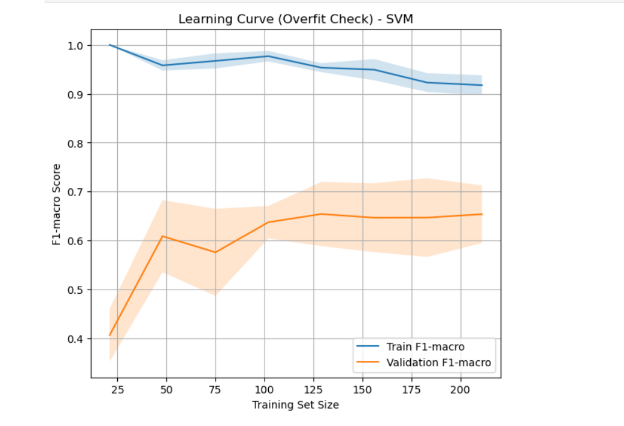 Learning Curve (Overfit Check) - SVM
1.0
0.9
0.8
0.7
0.6
0.5
0.4
F1-macro Score
Train F1-macro
Validation F1-macro
25 50 75 100 125 150 175 200
Training Set Size